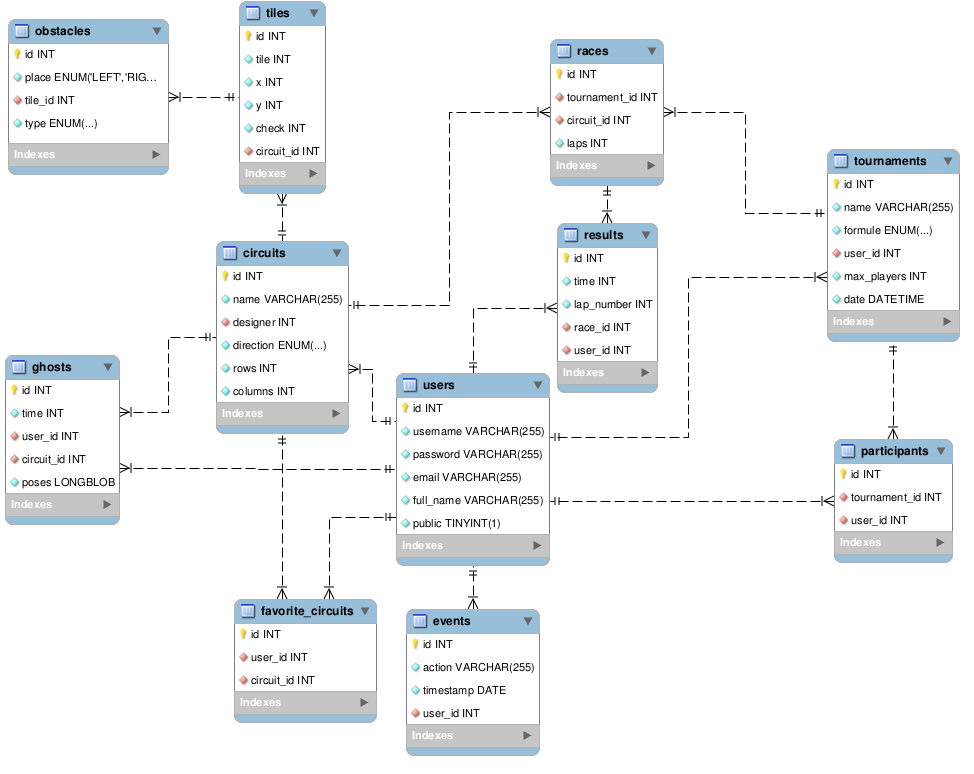 obstacles
id INT
place ENUM('LEFT','RIG...
tile_id INT
type ENUM(...)
Indexes
tiles
id INT
tile INT
x INT
y INT
check INT
circuit_id INT
Indexes
races
id INT
tournament_id INT
circuit_id INT
laps INT
Indexes
tournaments
id INT
name VARCHAR(255)
formule ENUM(...)
user_id INT
max_players INT
date DATETIME
Indexes
circuits
id INT
name VARCHAR(255)
designer INT
direction ENUM(...)
rows INT
columns INT
Indexes
results
id INT
time INT
lap_number INT
race_id INT
user_id INT
Indexes
ghosts
id INT
time INT
user_id INT
circuit_id INT
poses LONGBLOB
Indexes
users
id INT
username VARCHAR(255)
password VARCHAR(255)
email VARCHAR(255)
full_name VARCHAR(255)
public TINYINT(1)
Indexes
participants
id INT
tournament_id INT
user_id INT
Indexes
favorite_circuits
id INT
user_id INT
circuit_id INT
Indexes
events
id INT
action VARCHAR(255)
timestamp DATE
user_id INT
Indexes